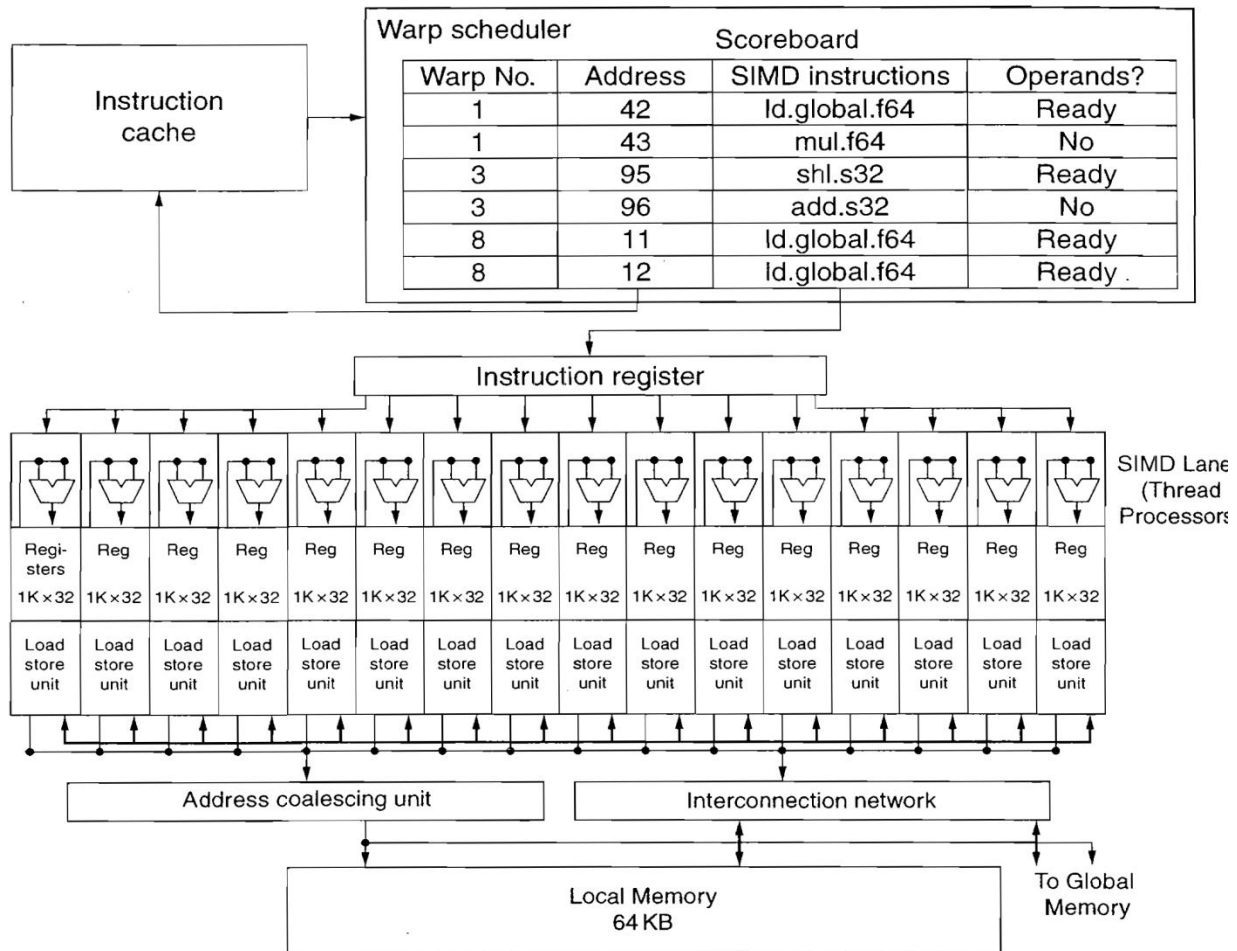 Warp scheduler
Scoreboard
Instruction
cache
Warp No. Address SIMD instructions Operands?
1 42 ld.global.f64 Ready
1 43 mul.f64 No
3 95 shl.s32 Ready
3 96 add.s32 No
8 11 ld.global.f64 Ready
8 12 ld.global.f64 Ready
Instruction register
SIMD Lane
(Thread
Processors
Regi-
sters Reg Reg Reg Reg Reg Reg Reg Reg Reg Reg Reg Reg Reg Reg Reg
1K×32 1K×32 1K×32 1K×32 1K×32 1K×32 1K×32 1K×32 1K×32 1K×32 1K×32 1K×32 1K×32 1K×32 1K×32 1K×32
Load Load Load Load Load Load Load Load Load Load Load Load Load Load Load Load
store store store store store store store store store store store store store store store store
unit unit unit unit unit unit unit unit unit unit unit unit unit unit unit unit
Address coalescing unit Interconnection network
Local Memory
64 KB
To Global
Memory